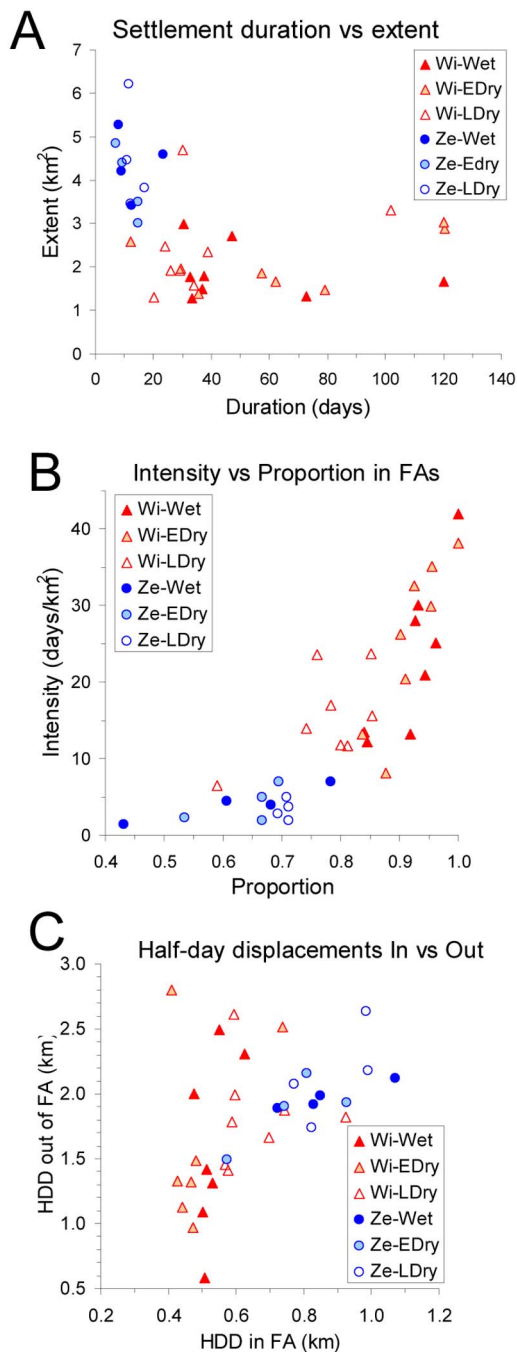 A
Settlement duration vs extent
7
6
5
4
3
2
1
0
Extent (km²)
Wi-Wet
Wi-EDry
Wi-LDry
Ze-Wet
Ze-Edry
Ze-LDry
0 20 40 60 80 100 120 140
Duration (days)
B
Intensity vs Proportion in FAs
40
30
20
10
0
Intensity (days/km²)
Wi-Wet
Wi-EDry
Wi-LDry
Ze-Wet
Ze-EDry
Ze-LDry
0.4 0.5 0.6 0.7 0.8 0.9 1.0
Proportion
C
Half-day displacements In vs Out
3.0
2.5
2.0
1.5
1.0
0.5
HDD out of FA (km)
Wi-Wet
Wi-EDry
Wi-LDry
Ze-Wet
Ze-EDry
Ze-LDry
0.2 0.4 0.6 0.8 1.0 1.2
HDD in FA (km)